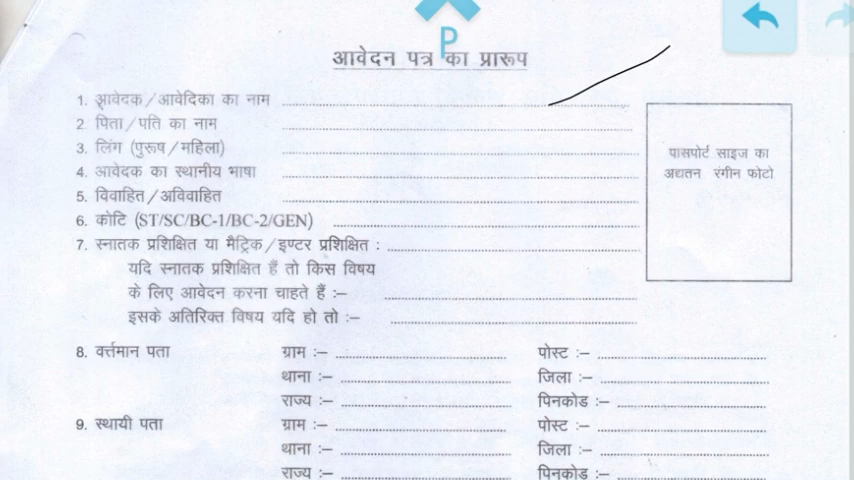 P
आवेदन पत्र का प्रारूप
1. आवेदक/आवेदिका का नाम
2 पिता/पति का नाम
3. लिंग (पुरूष/महिला)
4. आवेदक का स्थानीय भाषा
5. विवाहित/अविवाहित
6. कोटि (ST/SC/BC-1/BC-2/GEN)
7. स्नातक प्रशिक्षित या मैट्रिक/इण्टर प्रशिक्षित :
यदि स्नातक प्रशिक्षित हैं तो किस विषय
के लिए आवेदन करना चाहते हैं :–
इसके अतिरिक्त विषय यदि हो तो :–
पासपोर्ट साइज का
अद्यतन रंगीन फोटो
8. वर्त्तमान पता ग्राम :– पोस्ट :–
थाना :– जिला :–
राज्य :– पिनकोड :–
9. स्थायी पता ग्राम :– पोस्ट :–
थाना :– जिला :–
राज्य :– पिनकोड :–